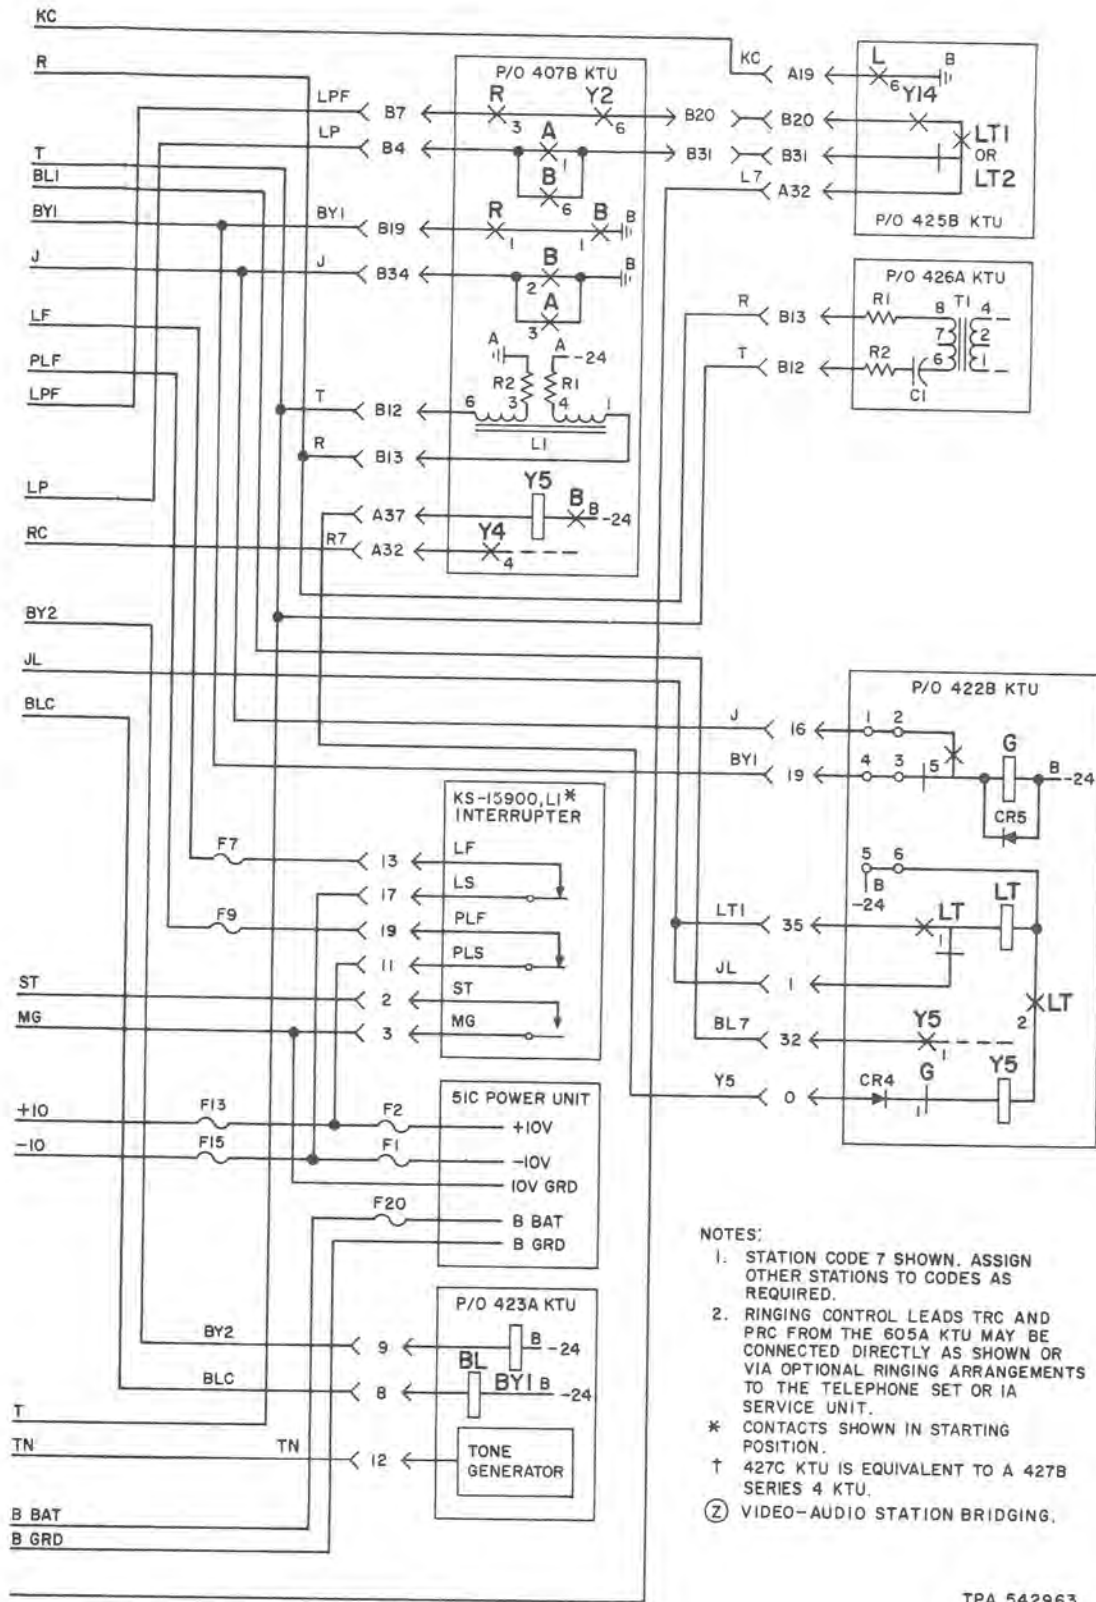 KC
R
T
BL1
BY1
J
LF
PLF
LPF
LP
RC
BY2
JL
BLC
ST
MG
+10
-10
T
TN
B BAT
B GRD
P/O 407B KTU
LPF B7 R 3 Y2 6 B20
LP B4 A 1 B31
B 6
BY1 B19 R 1 1 B B
J B34 B 2 B
A 3
A A -24
R2 R1
T B12 6 3 4 1
L1
R B13
Y5
A37 B B -24
R7 A32 Y4 4
KC A19 L 6 B
B20 Y14
B31 LT1
OR
LT2
L7 A32
P/O 425B KTU
P/O 426A KTU
R B13 R1 8 T1 4
7 2
T B12 R2 C1 6 1
P/O 422B KTU
J 16 1 2 G
BY1 19 4 3 5 B -24
CR5
5 6
B
-24
LT1 35 LT 1 LT
JL 1
2 LT
BL7 32 Y5 1
Y5 0 CR4 G 1 Y5
KS-15900, L1*
INTERRUPTER
F7 13 LF
17 LS
F9 19 PLF
11 PLS
2 ST
3 MG
51C POWER UNIT
F13 F2 +10V
F15 F1 -10V
10V GRD
F20 B BAT
B GRD
P/O 423A KTU
BY2 9 B -24
BLC 8 BL BY1 B -24
TN 12 TONE
GENERATOR
NOTES:
1. STATION CODE 7 SHOWN. ASSIGN
OTHER STATIONS TO CODES AS
REQUIRED.
2. RINGING CONTROL LEADS TRC AND
PRC FROM THE 605A KTU MAY BE
CONNECTED DIRECTLY AS SHOWN OR
VIA OPTIONAL RINGING ARRANGEMENTS
TO THE TELEPHONE SET OR 1A
SERVICE UNIT.
* CONTACTS SHOWN IN STARTING
POSITION.
† 427C KTU IS EQUIVALENT TO A 427B
SERIES 4 KTU.
Ⓩ VIDEO-AUDIO STATION BRIDGING.
TPA 542963